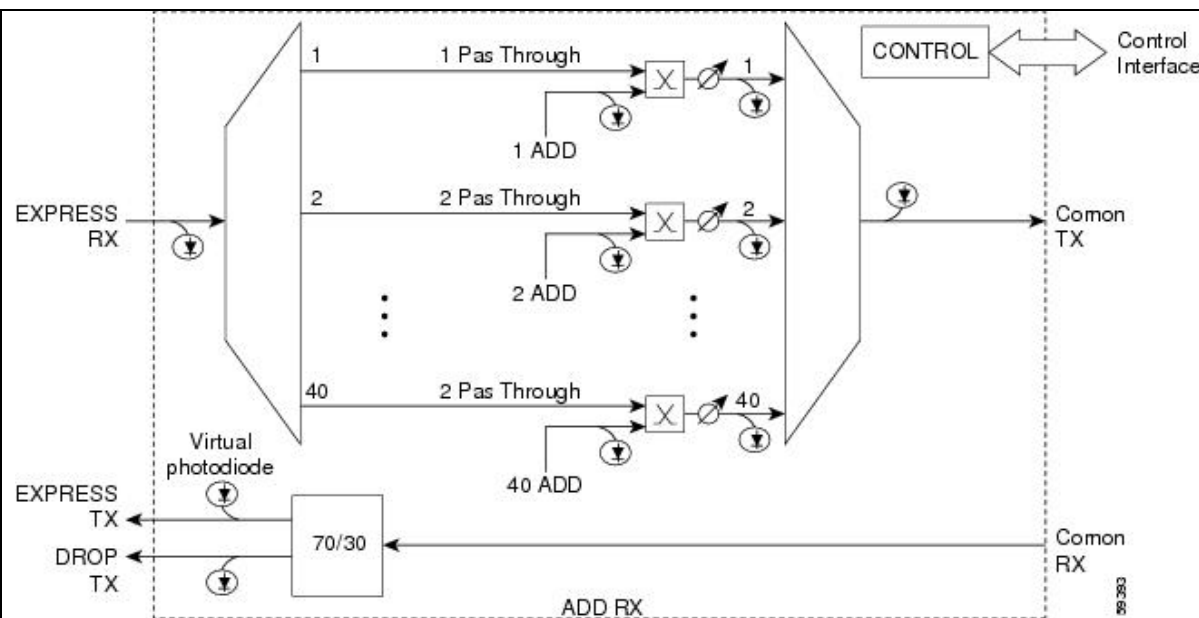 1
1 Pas Through
1
CONTROL
Control
Interface
1 ADD
EXPRESS
RX
2
2 Pas Through
2
Comon
TX
2 ADD
40
2 Pas Through
40
Virtual
photodiode
40 ADD
EXPRESS
TX
70/30
DROP
TX
Comon
RX
ADD RX
89393